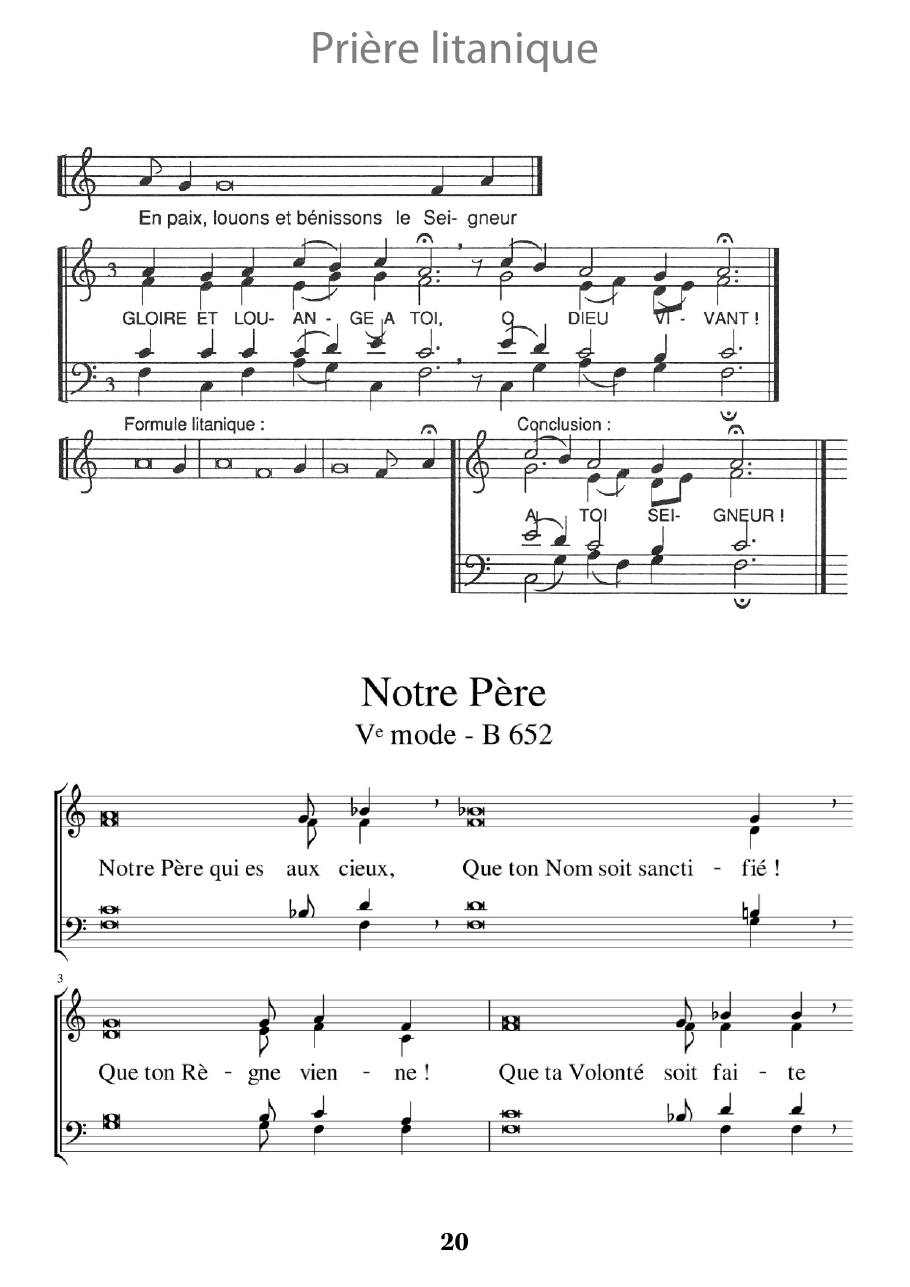 Prière litanique
En paix, louons et bénissons le Sei- gneur
3
GLOIRE ET LOU- AN - GE A TOI, O DIEU VI - VANT !
3
Formule litanique : Conclusion :
A TOI SEI- GNEUR !
Notre Père
Ve mode - B 652
Notre Père qui es aux cieux, Que ton Nom soit sancti - fié !
3
Que ton Rè - gne vien - ne ! Que ta Volonté soit fai - te
20